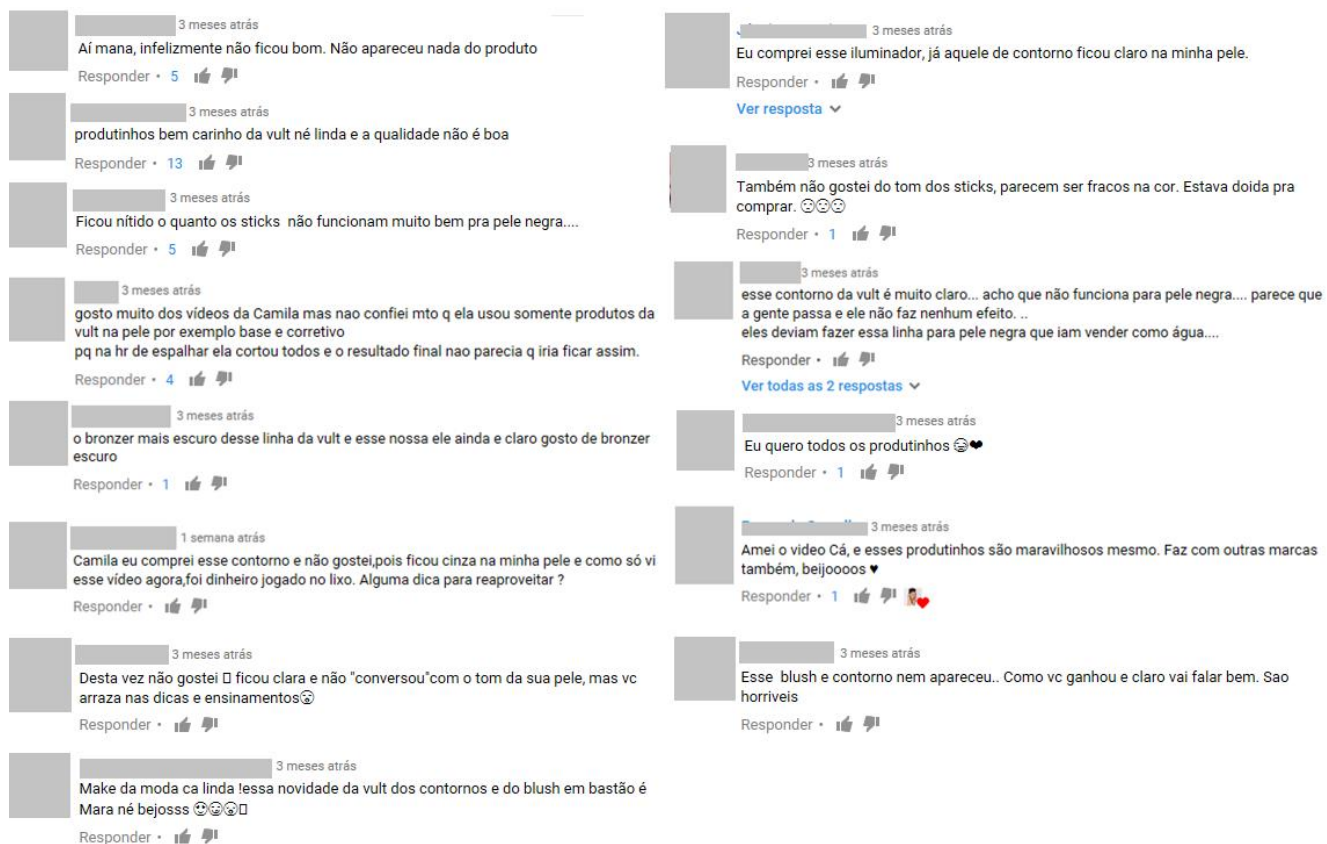 3 meses atrás
Aí mana, infelizmente não ficou bom. Não apareceu nada do produto
Responder • 5
3 meses atrás
produtinhos bem carinho da vult né linda e a qualidade não é boa
Responder • 13
3 meses atrás
Ficou nítido o quanto os sticks não funcionam muito bem pra pele negra....
Responder • 5
3 meses atrás
gosto muito dos vídeos da Camila mas nao confiei mto q ela usou somente produtos da
vult na pele por exemplo base e corretivo
pq na hr de espalhar ela cortou todos e o resultado final nao parecia q iria ficar assim.
Responder • 4
3 meses atrás
o bronzer mais escuro desse linha da vult e esse nossa ele ainda e claro gosto de bronzer
escuro
Responder • 1
1 semana atrás
Camila eu comprei esse contorno e não gostei,pois ficou cinza na minha pele e como só vi
esse vídeo agora,foi dinheiro jogado no lixo. Alguma dica para reaproveitar ?
Responder •
3 meses atrás
Desta vez não gostei ▯ ficou clara e não "conversou"com o tom da sua pele, mas vc
arraza nas dicas e ensinamentos
Responder •
3 meses atrás
Make da moda ca linda !essa novidade da vult dos contornos e do blush em bastão é
Mara né bejosss
Responder •
3 meses atrás
Eu comprei esse iluminador, já aquele de contorno ficou claro na minha pele.
Responder •
Ver resposta
3 meses atrás
Também não gostei do tom dos sticks, parecem ser fracos na cor. Estava doida pra
comprar.
Responder • 1
3 meses atrás
esse contorno da vult é muito claro... acho que não funciona para pele negra.... parece que
a gente passa e ele não faz nenhum efeito. ..
eles deviam fazer essa linha para pele negra que iam vender como água....
Responder •
Ver todas as 2 respostas
3 meses atrás
Eu quero todos os produtinhos ❤
Responder • 1
3 meses atrás
Amei o video Cá, e esses produtinhos são maravilhosos mesmo. Faz com outras marcas
também, beijoooos ♥
Responder • 1
3 meses atrás
Esse blush e contorno nem apareceu.. Como vc ganhou e claro vai falar bem. Sao
horriveis
Responder •